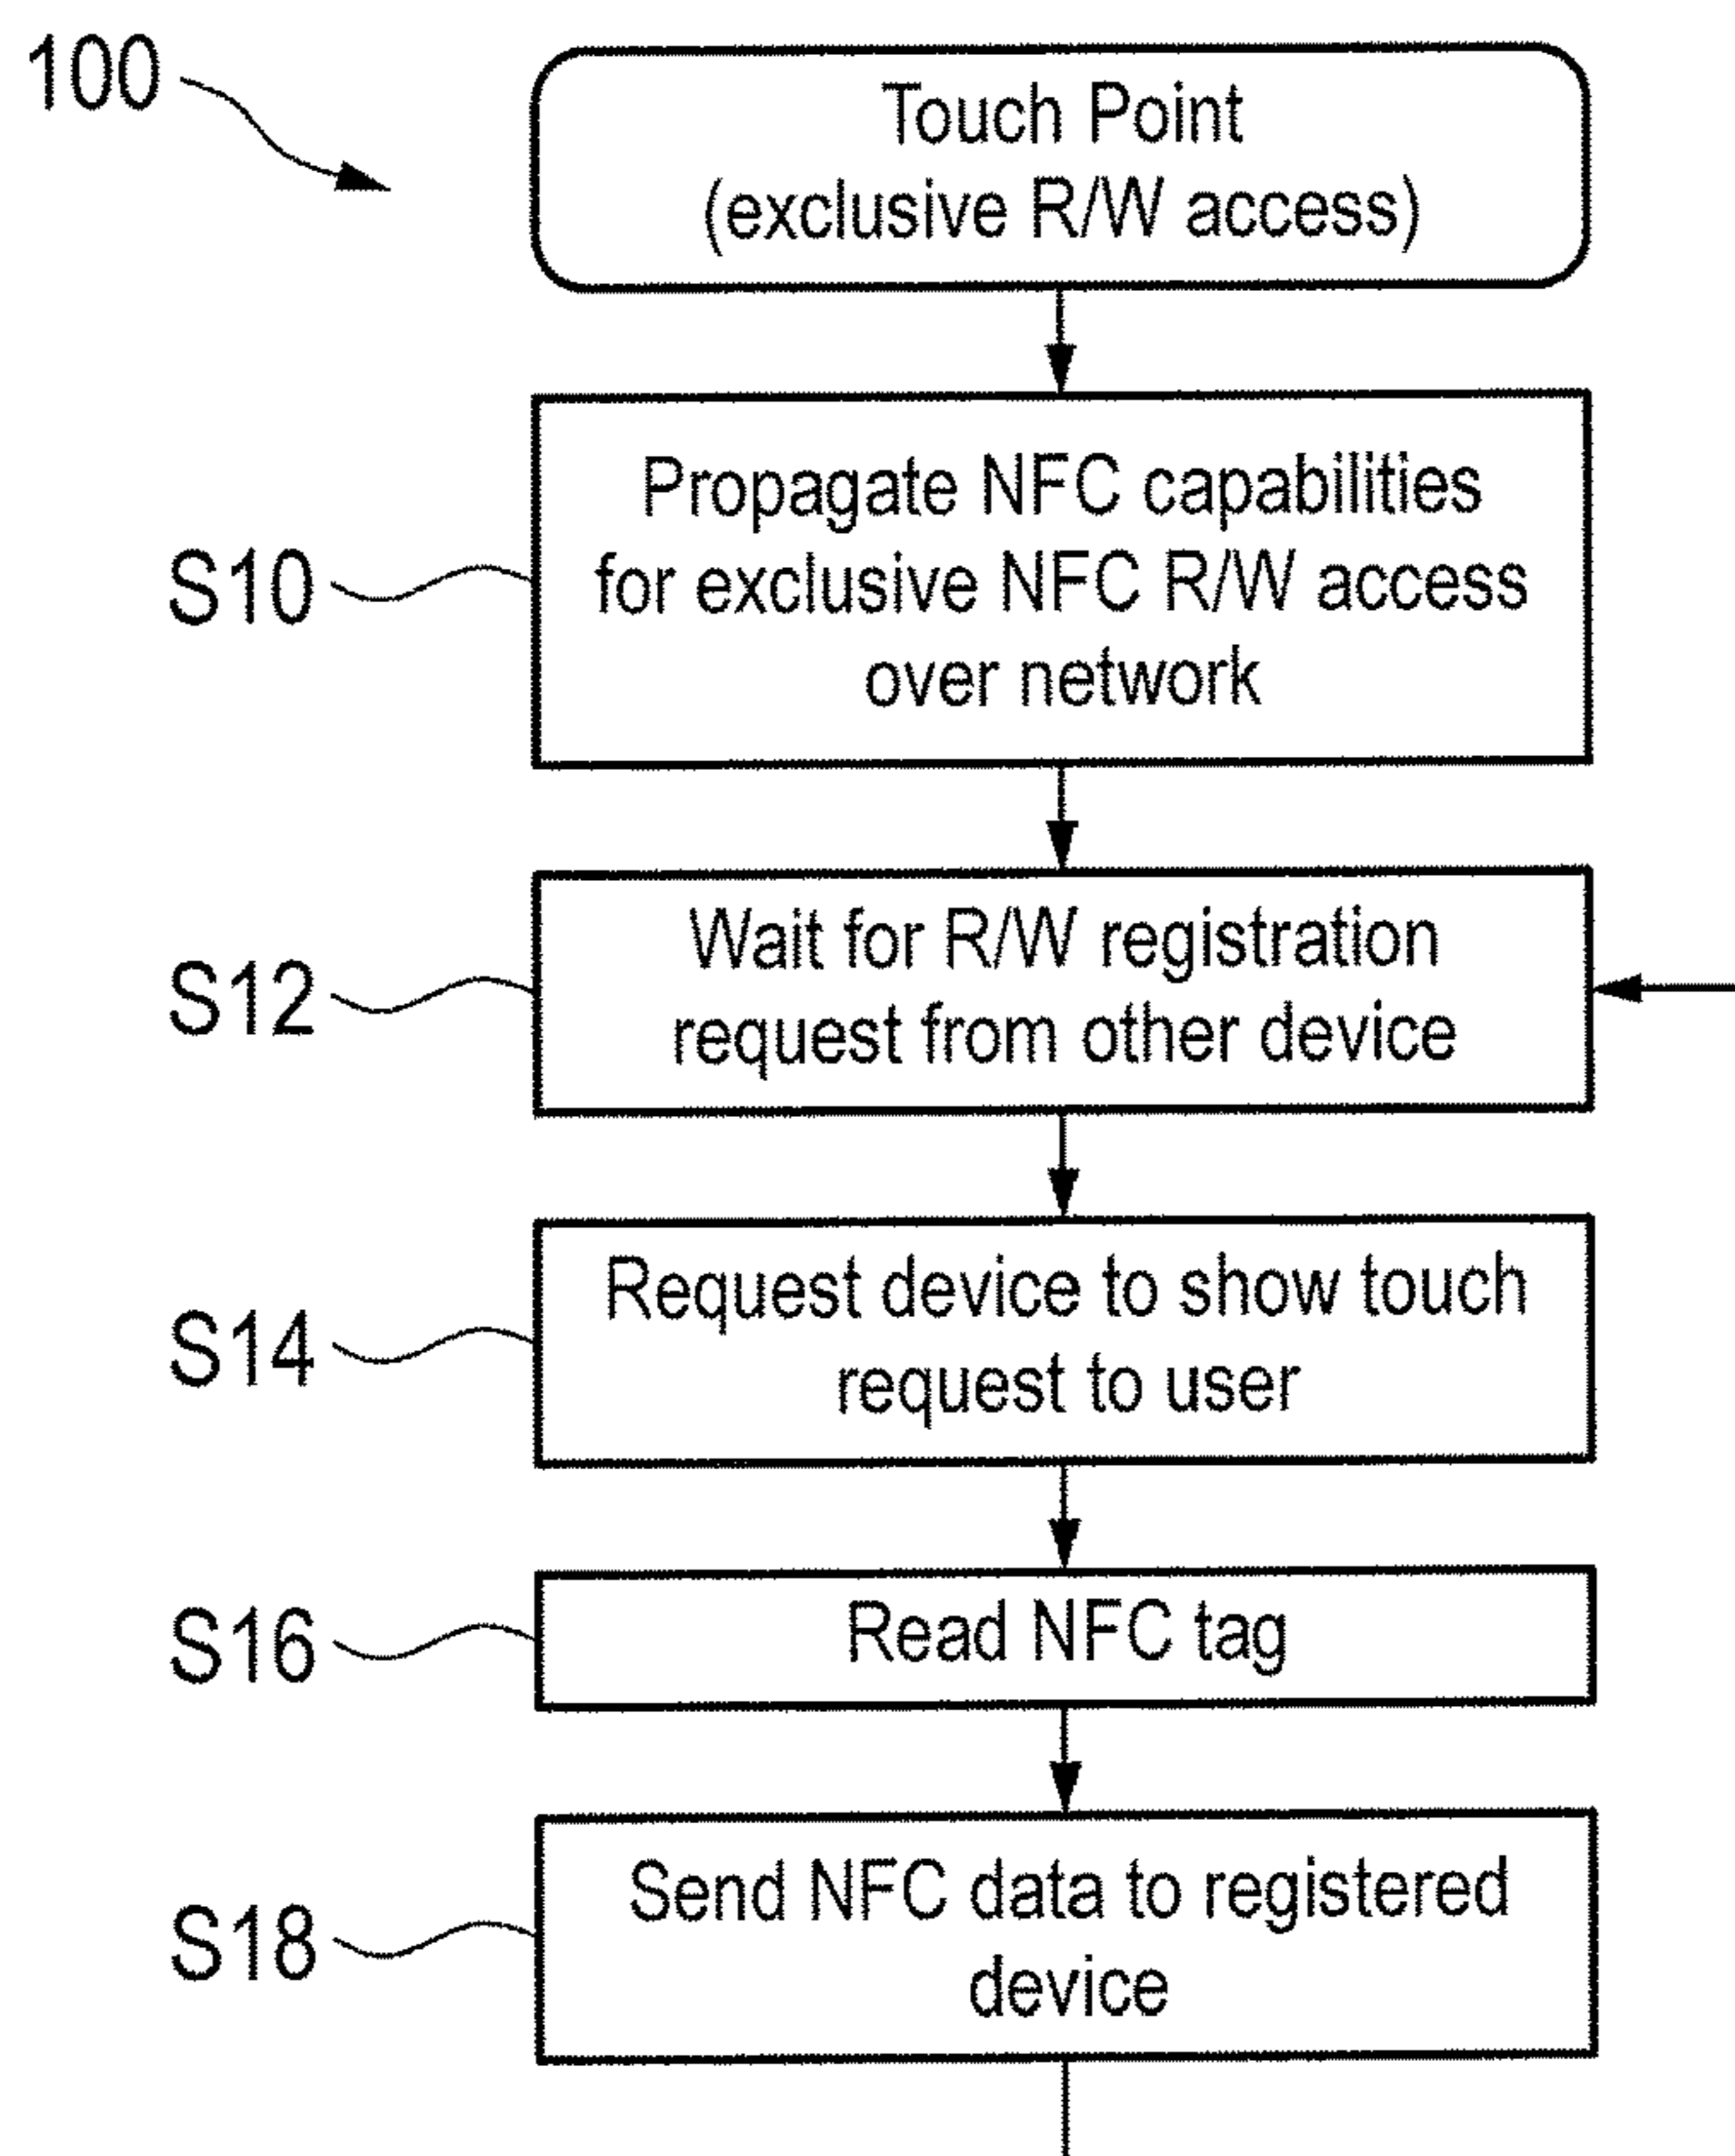 100
Touch Point
(exclusive R/W access)
Propagate NFC capabilities
for exclusive NFC R/W access
over network
S10
Wait for R/W registration
request from other device
S12
Request device to show touch
request to user
S14
Read NFC tag
S16
Send NFC data to registered
device
S18